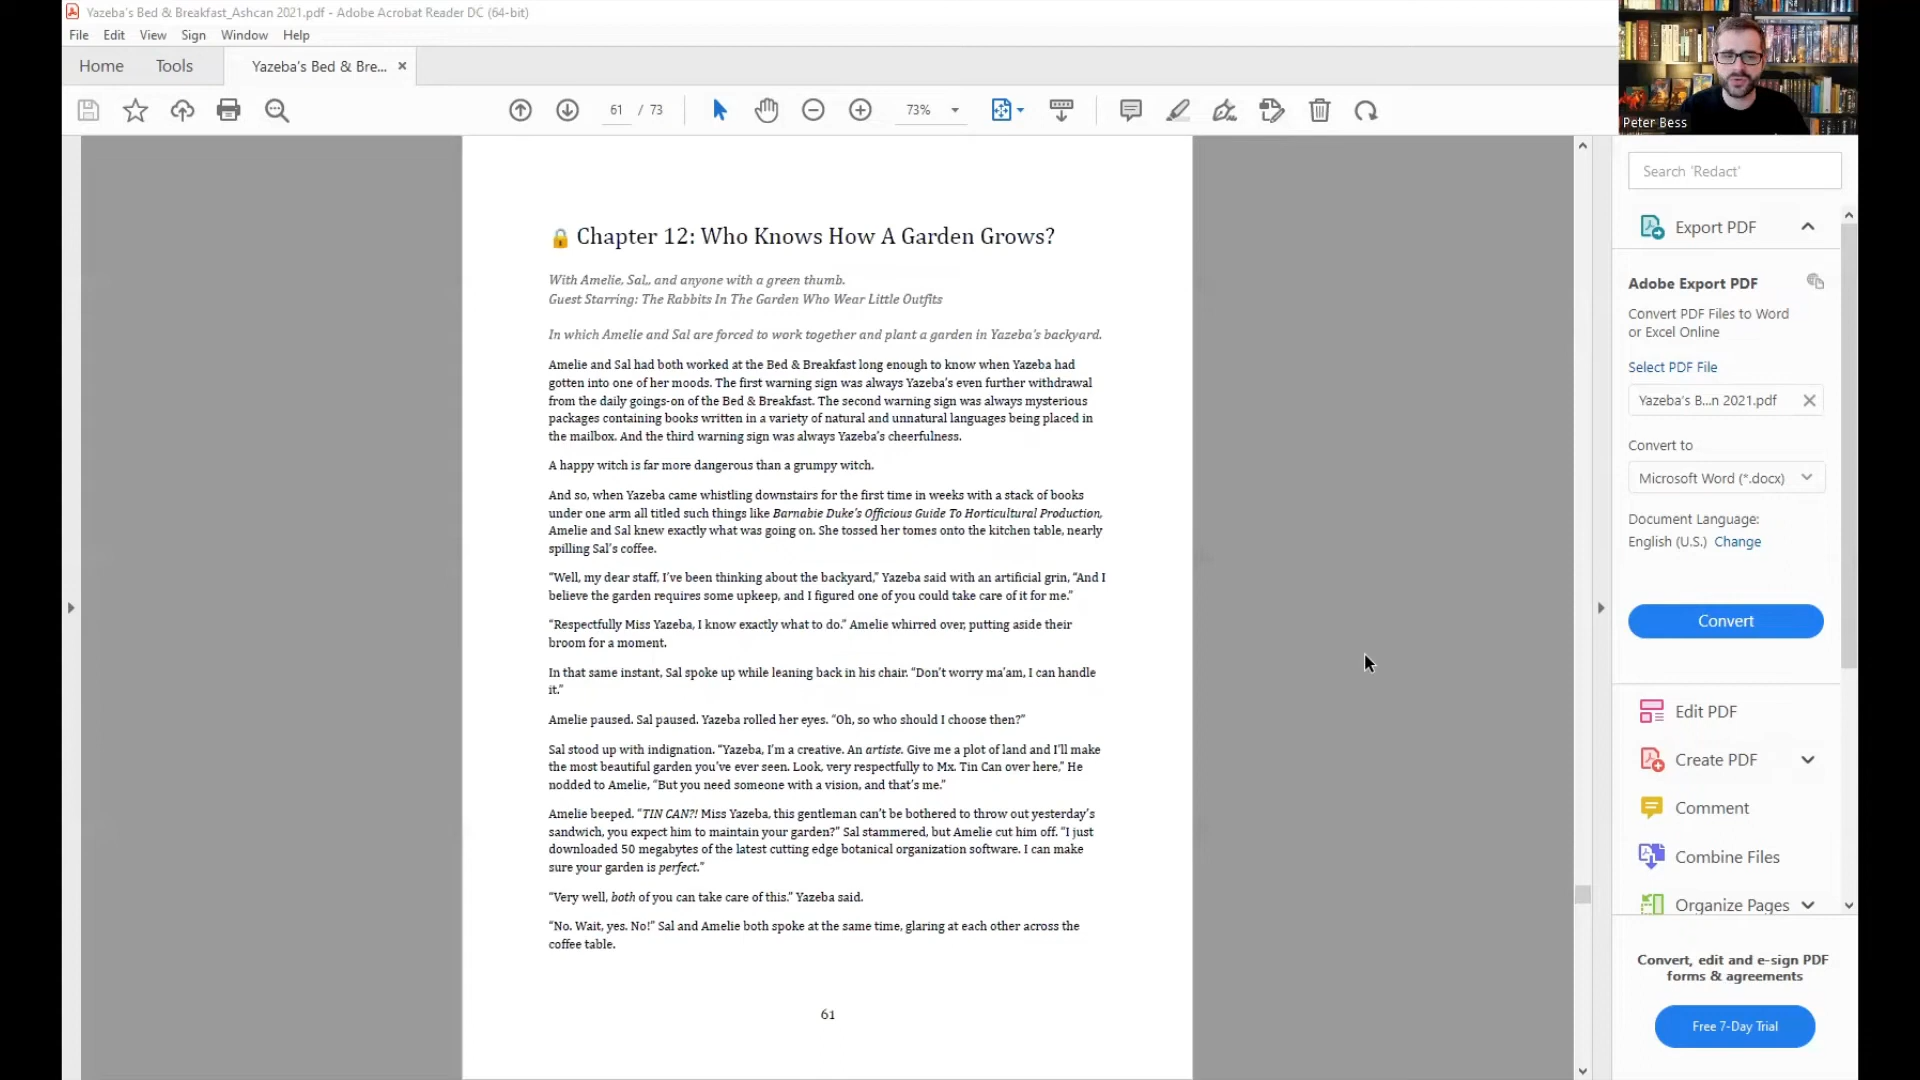 Yazeba's Bed & Breakfast_Ashcan 2021.pdf - Adobe Acrobat Reader DC (64-bit)
File Edit View Sign Window Help
Home Tools Yazeba's Bed & Bre...
61 / 73 73%
Peter Bess
🔒 Chapter 12: Who Knows How A Garden Grows?
With Amelie, Sal,, and anyone with a green thumb.
Guest Starring: The Rabbits In The Garden Who Wear Little Outfits
In which Amelie and Sal are forced to work together and plant a garden in Yazeba's backyard.
Amelie and Sal had both worked at the Bed & Breakfast long enough to know when Yazeba had
gotten into one of her moods. The first warning sign was always Yazeba's even further withdrawal
from the daily goings-on of the Bed & Breakfast. The second warning sign was always mysterious
packages containing books written in a variety of natural and unnatural languages being placed in
the mailbox. And the third warning sign was always Yazeba's cheerfulness.
A happy witch is far more dangerous than a grumpy witch.
And so, when Yazeba came whistling downstairs for the first time in weeks with a stack of books
under one arm all titled such things like Barnabie Duke's Officious Guide To Horticultural Production,
Amelie and Sal knew exactly what was going on. She tossed her tomes onto the kitchen table, nearly
spilling Sal's coffee.
“Well, my dear staff, I've been thinking about the backyard,” Yazeba said with an artificial grin, “And I
believe the garden requires some upkeep, and I figured one of you could take care of it for me.”
“Respectfully Miss Yazeba, I know exactly what to do.” Amelie whirred over, putting aside their
broom for a moment.
In that same instant, Sal spoke up while leaning back in his chair. “Don't worry ma'am, I can handle
it.”
Amelie paused. Sal paused. Yazeba rolled her eyes. “Oh, so who should I choose then?”
Sal stood up with indignation. “Yazeba, I'm a creative. An artiste. Give me a plot of land and I'll make
the most beautiful garden you've ever seen. Look, very respectfully to Mx. Tin Can over here,” He
nodded to Amelie, “But you need someone with a vision, and that's me.”
Amelie beeped. “TIN CAN?! Miss Yazeba, this gentleman can't be bothered to throw out yesterday's
sandwich, you expect him to maintain your garden?” Sal stammered, but Amelie cut him off. “I just
downloaded 50 megabytes of the latest cutting edge botanical organization software. I can make
sure your garden is perfect.”
“Very well, both of you can take care of this.” Yazeba said.
“No. Wait, yes. No!” Sal and Amelie both spoke at the same time, glaring at each other across the
coffee table.
61
Search 'Redact'
Export PDF
Adobe Export PDF
Convert PDF Files to Word
or Excel Online
Select PDF File
Yazeba's B...n 2021.pdf
Convert to
Microsoft Word (*.docx)
Document Language:
English (U.S.) Change
Convert
Edit PDF
Create PDF
Comment
Combine Files
Organize Pages
Convert, edit and e-sign PDF
forms & agreements
Free 7-Day Trial